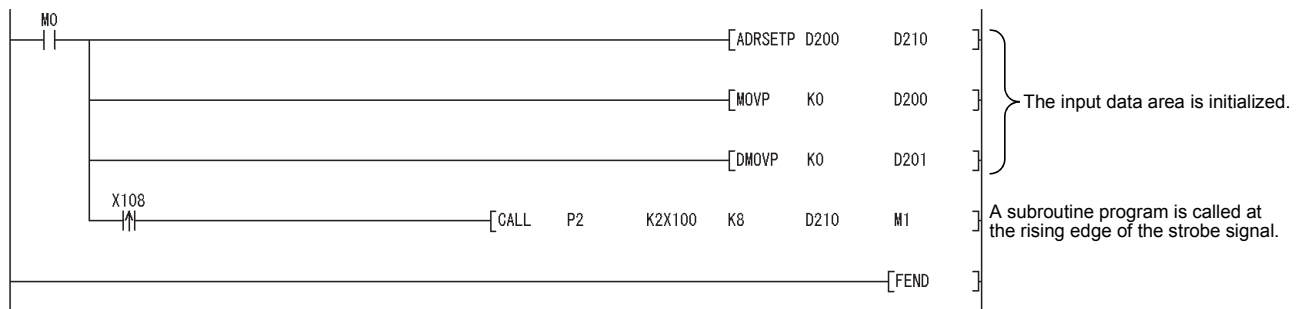 M0
[ADRSETP D200 D210 ]
[MOVP K0 D200 ]
The input data area is initialized.
[DMOVP K0 D201 ]
X108
[CALL P2 K2X100 K8 D210 M1 ]
A subroutine program is called at
the rising edge of the strobe signal.
[FEND ]